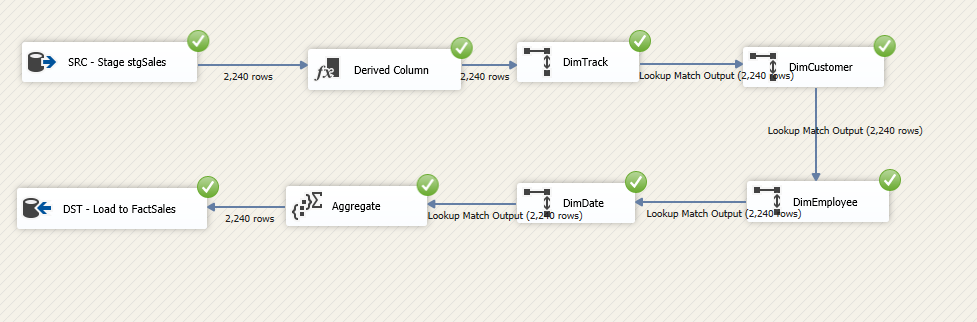 SRC - Stage stgSales
2,240 rows
fx
Derived Column
2,240 rows
DimTrack
Lookup Match Output (2,240 rows)
DimCustomer
Lookup Match Output (2,240 rows)
DimEmployee
Lookup Match Output (2,240 rows)
DimDate
Lookup Match Output (2,240 rows)
Σ
Aggregate
2,240 rows
DST - Load to FactSales